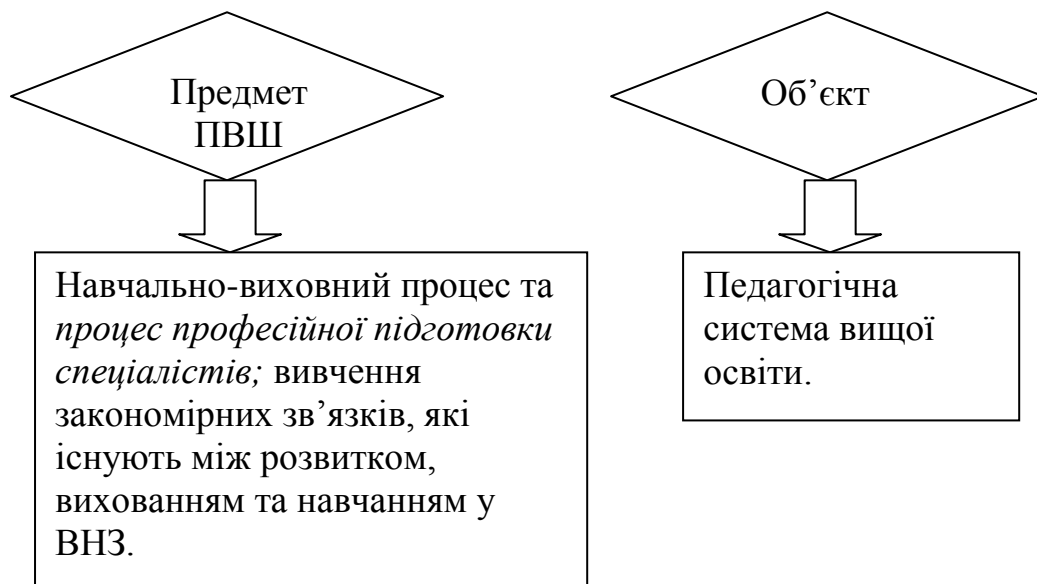 Предмет
ПВШ
Об’єкт
Навчально-виховний процес та
процес професійної підготовки
спеціалістів; вивчення
закономірних зв’язків, які
існують між розвитком,
вихованням та навчанням у
ВНЗ.
Педагогічна
система вищої
освіти.